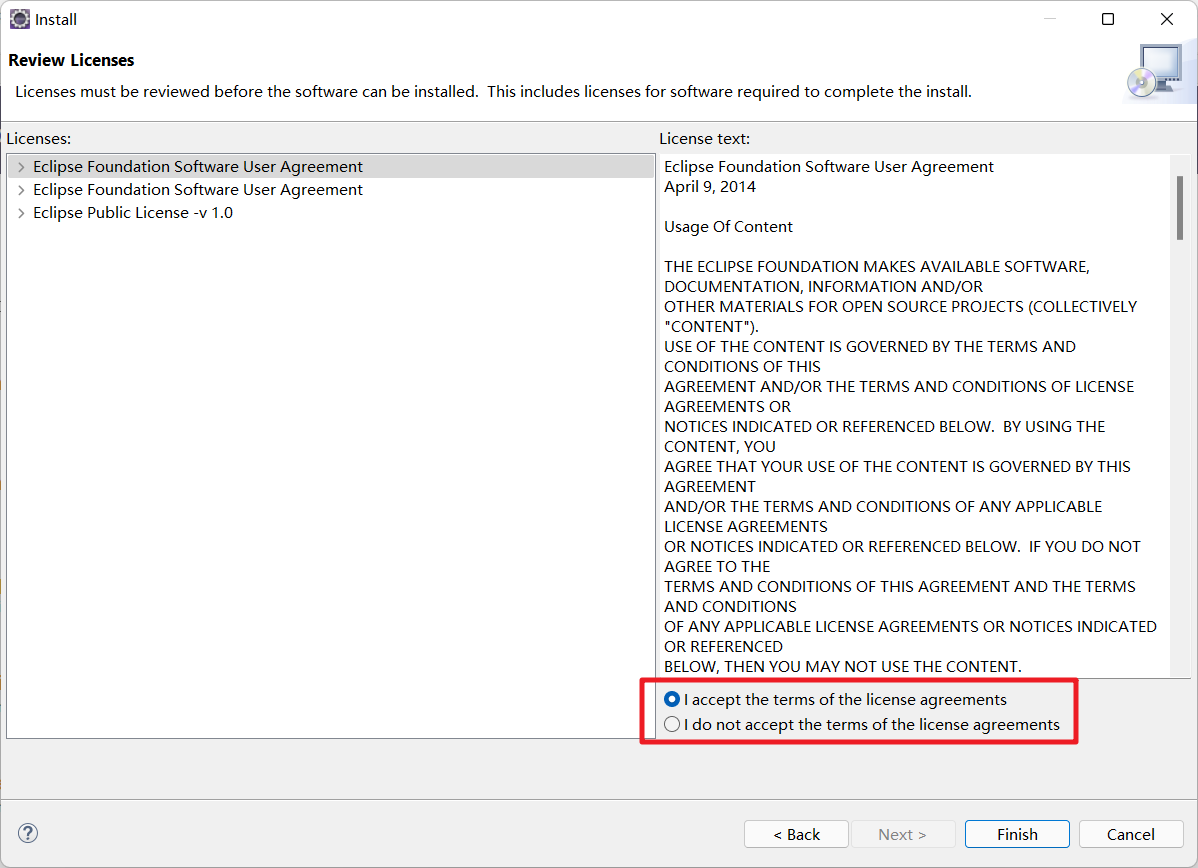 Install
Review Licenses
Licenses must be reviewed before the software can be installed.  This includes licenses for software required to complete the install.
Licenses:
Eclipse Foundation Software User Agreement
Eclipse Foundation Software User Agreement
Eclipse Public License -v 1.0
License text:
Eclipse Foundation Software User Agreement
April 9, 2014
Usage Of Content
THE ECLIPSE FOUNDATION MAKES AVAILABLE SOFTWARE,
DOCUMENTATION, INFORMATION AND/OR
OTHER MATERIALS FOR OPEN SOURCE PROJECTS (COLLECTIVELY
"CONTENT").
USE OF THE CONTENT IS GOVERNED BY THE TERMS AND
CONDITIONS OF THIS
AGREEMENT AND/OR THE TERMS AND CONDITIONS OF LICENSE
AGREEMENTS OR
NOTICES INDICATED OR REFERENCED BELOW.  BY USING THE
CONTENT, YOU
AGREE THAT YOUR USE OF THE CONTENT IS GOVERNED BY THIS
AGREEMENT
AND/OR THE TERMS AND CONDITIONS OF ANY APPLICABLE
LICENSE AGREEMENTS
OR NOTICES INDICATED OR REFERENCED BELOW.  IF YOU DO NOT
AGREE TO THE
TERMS AND CONDITIONS OF THIS AGREEMENT AND THE TERMS
AND CONDITIONS
OF ANY APPLICABLE LICENSE AGREEMENTS OR NOTICES INDICATED
OR REFERENCED
BELOW, THEN YOU MAY NOT USE THE CONTENT.
I accept the terms of the license agreements
I do not accept the terms of the license agreements
?
< Back
Next >
Finish
Cancel